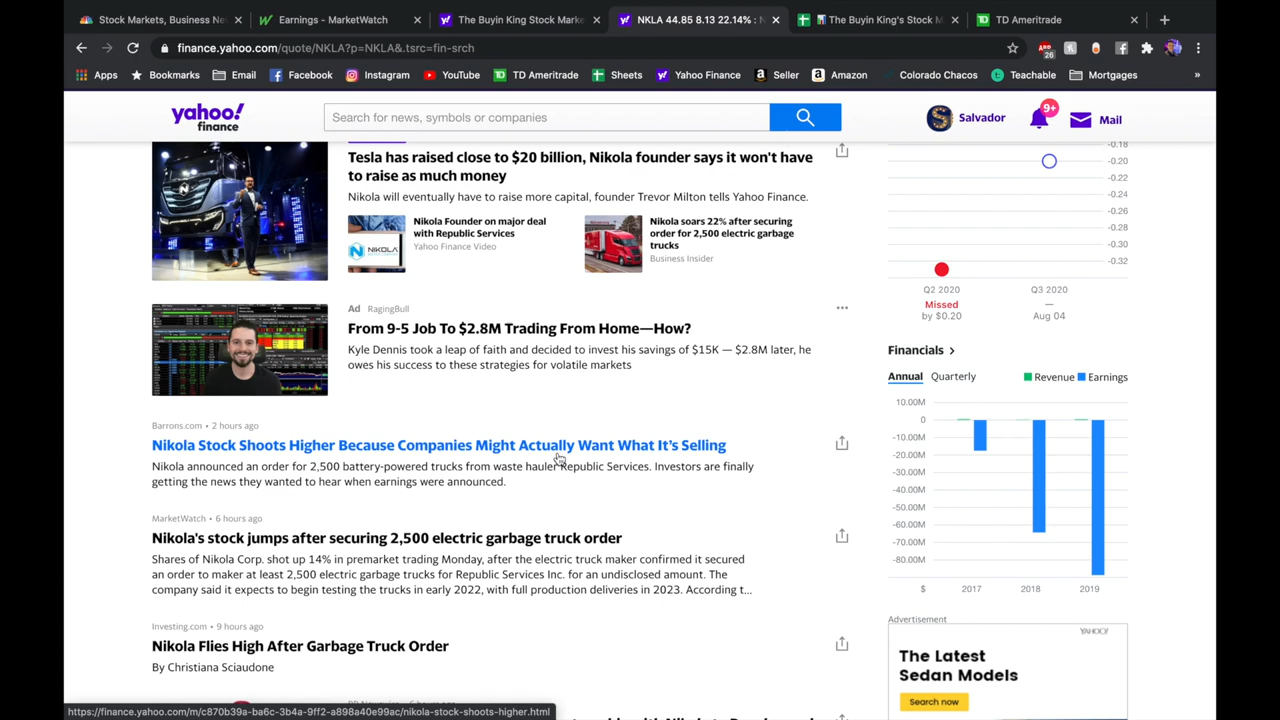 Stock Markets, Business Ne
Earnings - MarketWatch
The Buyin King Stock Marke
NKLA 44.85 8.13 22.14% : N
The Buyin King's Stock M
TD Ameritrade
finance.yahoo.com/quote/NKLA?p=NKLA&.tsrc=fin-srch
26
Apps
Bookmarks
Email
Facebook
Instagram
YouTube
TD Ameritrade
Sheets
Yahoo Finance
Seller
Amazon
Colorado Chacos
Teachable
Mortgages
»
yahoo!
finance
Search for news, symbols or companies
Salvador
9+
Mail
Tesla has raised close to $20 billion, Nikola founder says it won't have
to raise as much money
Nikola will eventually have to raise more capital, founder Trevor Milton tells Yahoo Finance.
NIKOLA
Nikola Founder on major deal
with Republic Services
Yahoo Finance Video
Nikola soars 22% after securing
order for 2,500 electric garbage
trucks
Business Insider
Ad RagingBull
From 9-5 Job To $2.8M Trading From Home—How?
Kyle Dennis took a leap of faith and decided to invest his savings of $15K — $2.8M later, he
owes his success to these strategies for volatile markets
Barrons.com • 2 hours ago
Nikola Stock Shoots Higher Because Companies Might Actually Want What It's Selling
Nikola announced an order for 2,500 battery-powered trucks from waste hauler Republic Services. Investors are finally
getting the news they wanted to hear when earnings were announced.
MarketWatch • 6 hours ago
Nikola's stock jumps after securing 2,500 electric garbage truck order
Shares of Nikola Corp. shot up 14% in premarket trading Monday, after the electric truck maker confirmed it secured
an order to maker at least 2,500 electric garbage trucks for Republic Services Inc. for an undisclosed amount. The
company said it expects to begin testing the trucks in early 2022, with full production deliveries in 2023. According t...
Investing.com • 9 hours ago
Nikola Flies High After Garbage Truck Order
By Christiana Sciaudone
https://finance.yahoo.com/m/c870b39a-ba6c-3b4a-9ff2-a898a40e99ac/nikola-stock-shoots-higher.html
-0.18
-0.20
-0.22
-0.24
-0.26
-0.28
-0.30
-0.32
Q2 2020
Q3 2020
Missed
by $0.20
—
Aug 04
Financials
Annual
Quarterly
Revenue
Earnings
10.00M
0
-10.00M
-20.00M
-30.00M
-40.00M
-50.00M
-60.00M
-70.00M
-80.00M
$
2017
2018
2019
Advertisement
YAHOO!
The Latest
Sedan Models
Search now